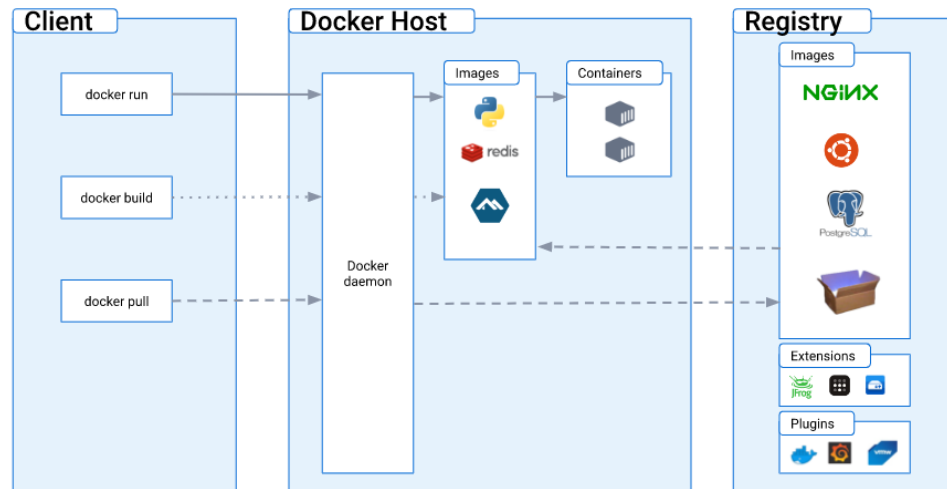 Client
docker run
docker build
docker pull
Docker Host
Docker
daemon
Images
redis
Containers
Registry
Images
NGiNX
PostgreSQL
Extensions
JFrog
Plugins